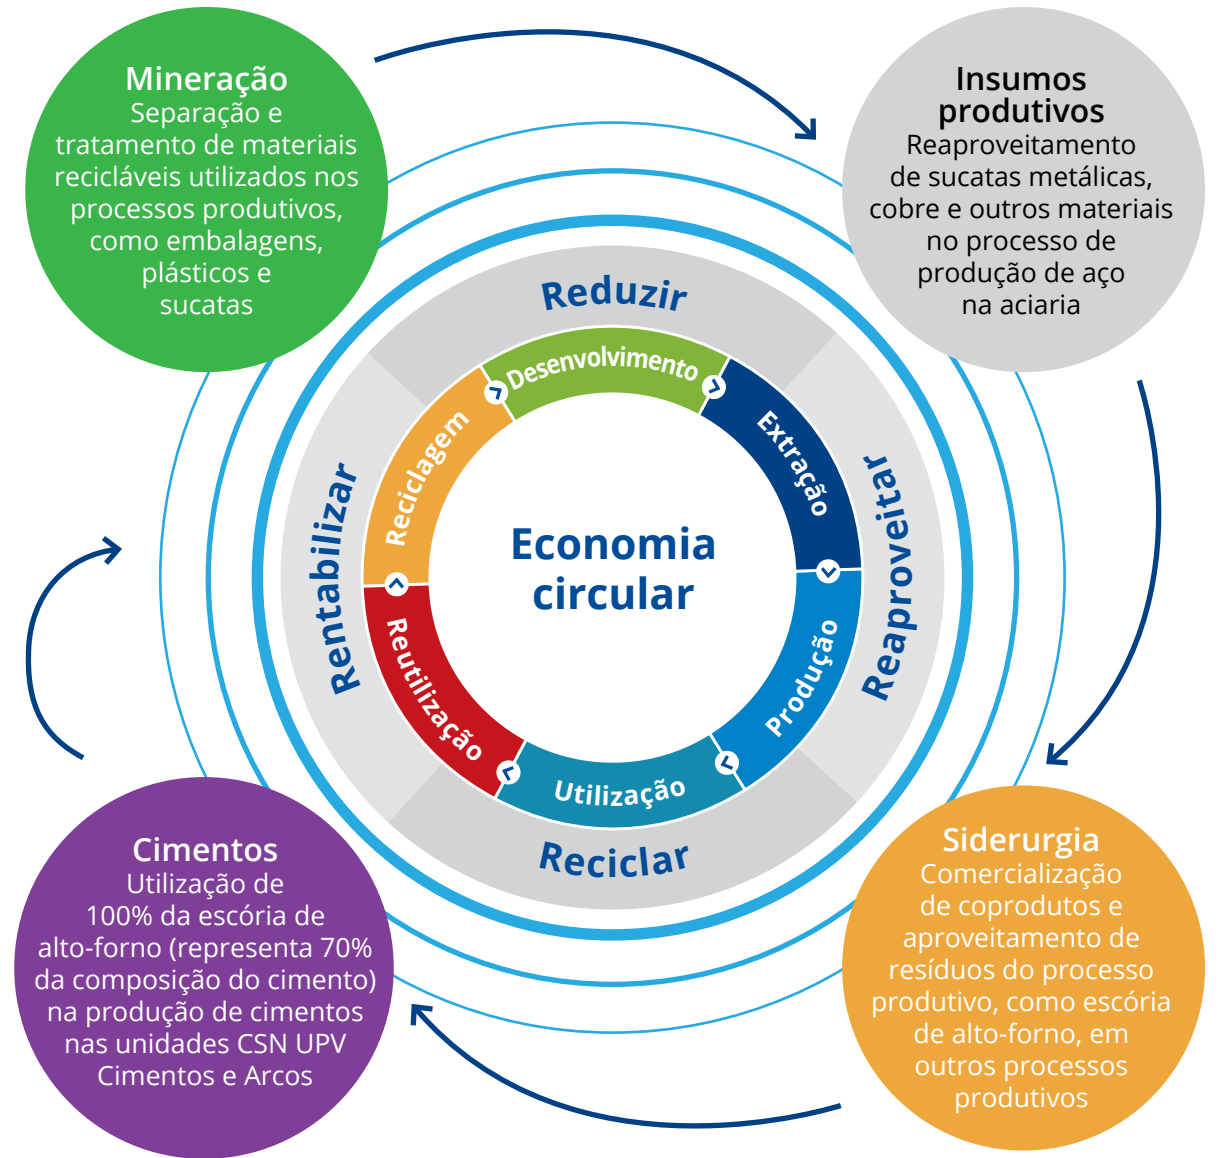 Mineração
Separação e
tratamento de materiais
recicláveis utilizados nos
processos produtivos,
como embalagens,
plásticos e
sucatas
Insumos
produtivos
Reaproveitamento
de sucatas metálicas,
cobre e outros materiais
no processo de
produção de aço
na aciaria
Reduzir
Desenvolvimento
Extração
Reaproveitar
Produção
Utilização
Reciclar
Reutilização
Reciclagem
Rentabilizar
Economia
circular
Cimentos
Utilização de
100% da escória de
alto-forno (representa 70%
da composição do cimento)
na produção de cimentos
nas unidades CSN UPV
Cimentos e Arcos
Siderurgia
Comercialização
de coprodutos e
aproveitamento de
resíduos do processo
produtivo, como escória
de alto-forno, em
outros processos
produtivos